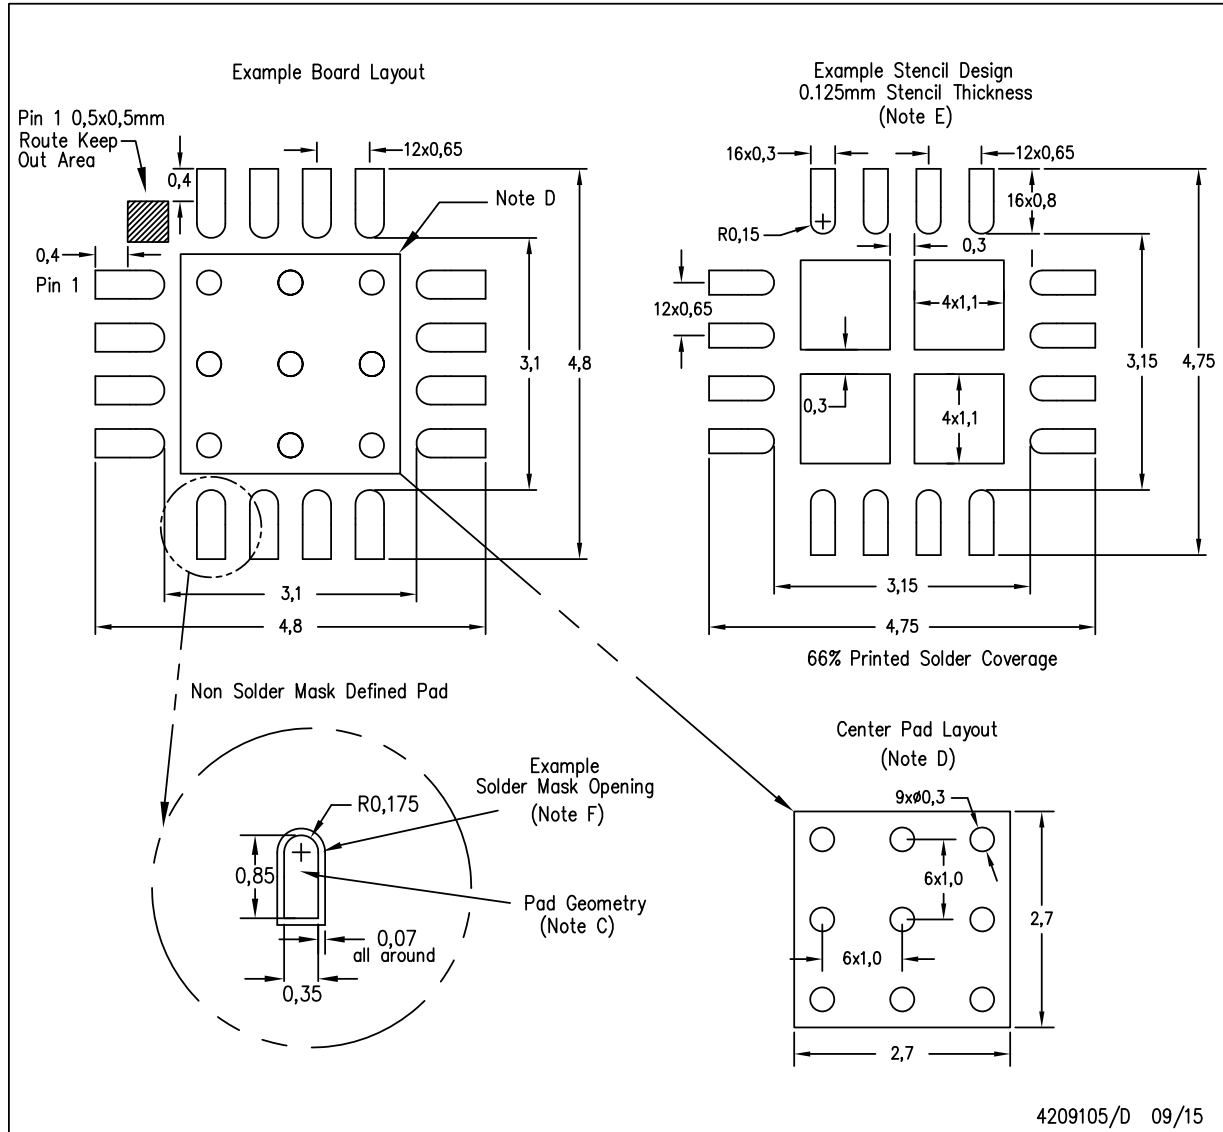 Example Board Layout
Pin 1 0,5x0,5mm
Route Keep
Out Area
0,4
12x0,65
Note D
0,4
Pin 1
3,1
4,8
3,1
4,8
Example Stencil Design
0.125mm Stencil Thickness
(Note E)
16x0,3
12x0,65
16x0,8
R0,15
0,3
12x0,65
4x1,1
3,15
4,75
0,3
4x1,1
3,15
4,75
66% Printed Solder Coverage
Non Solder Mask Defined Pad
Example
Solder Mask Opening
(Note F)
R0,175
0,85
Pad Geometry
(Note C)
0,07
all around
0,35
Center Pad Layout
(Note D)
9xø0,3
6x1,0
2,7
6x1,0
2,7
4209105/D 09/15